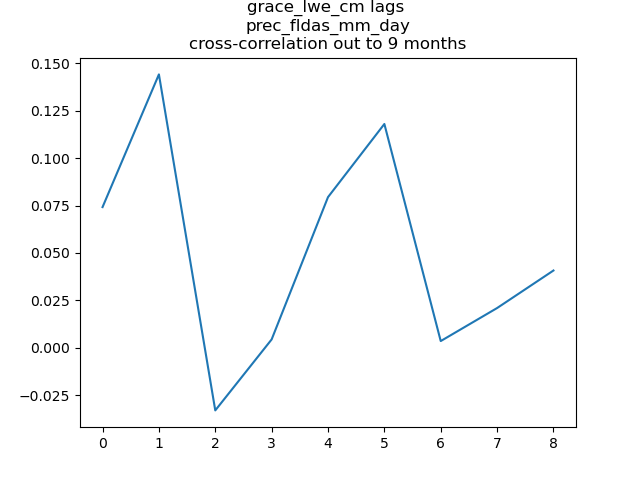 grace_lwe_cm lags
prec_fldas_mm_day
cross-correlation out to 9 months
0.150
0.125
0.100
0.075
0.050
0.025
0.000
−0.025
0 1 2 3 4 5 6 7 8